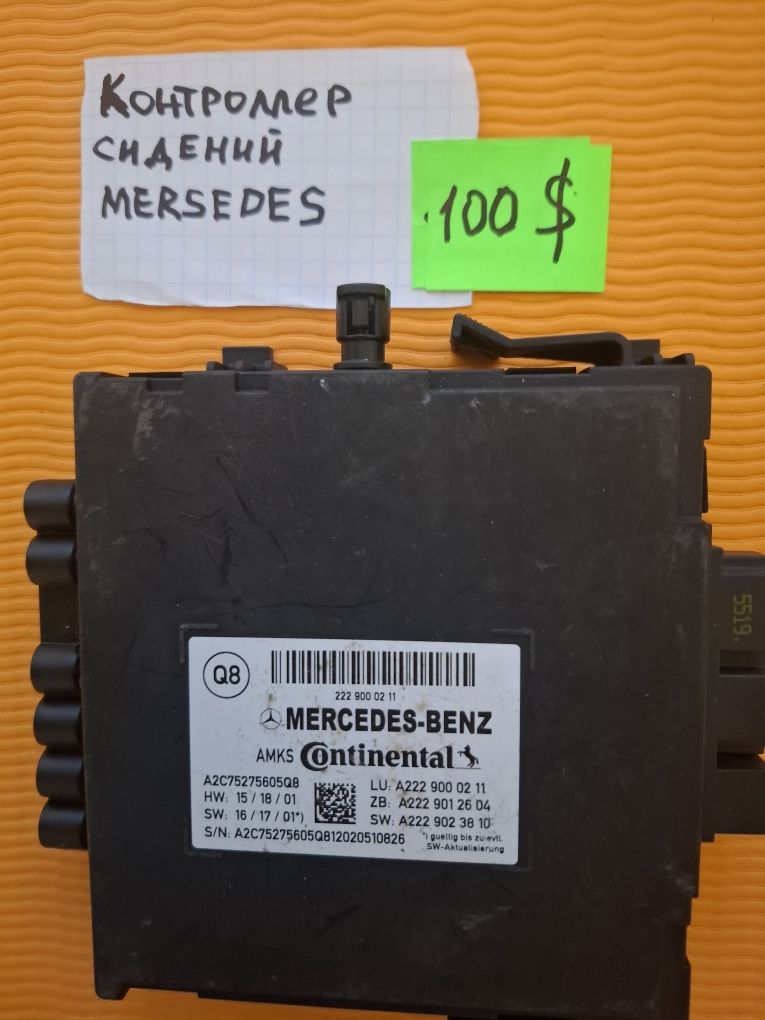 Контроллер
сидений
MERSEDES
100 $
5519.
Q8
222 900 02 11
MERCEDES-BENZ
AMKS Continental
A2C75275605Q8
HW: 15 / 18 / 01
SW: 16 / 17 / 01*)
S/N: A2C75275605Q812020510826
LU: A222 900 02 11
ZB: A222 901 26 04
SW: A222 902 38 10
*) gueltig bis zu evtl.
SW-Aktualisierung